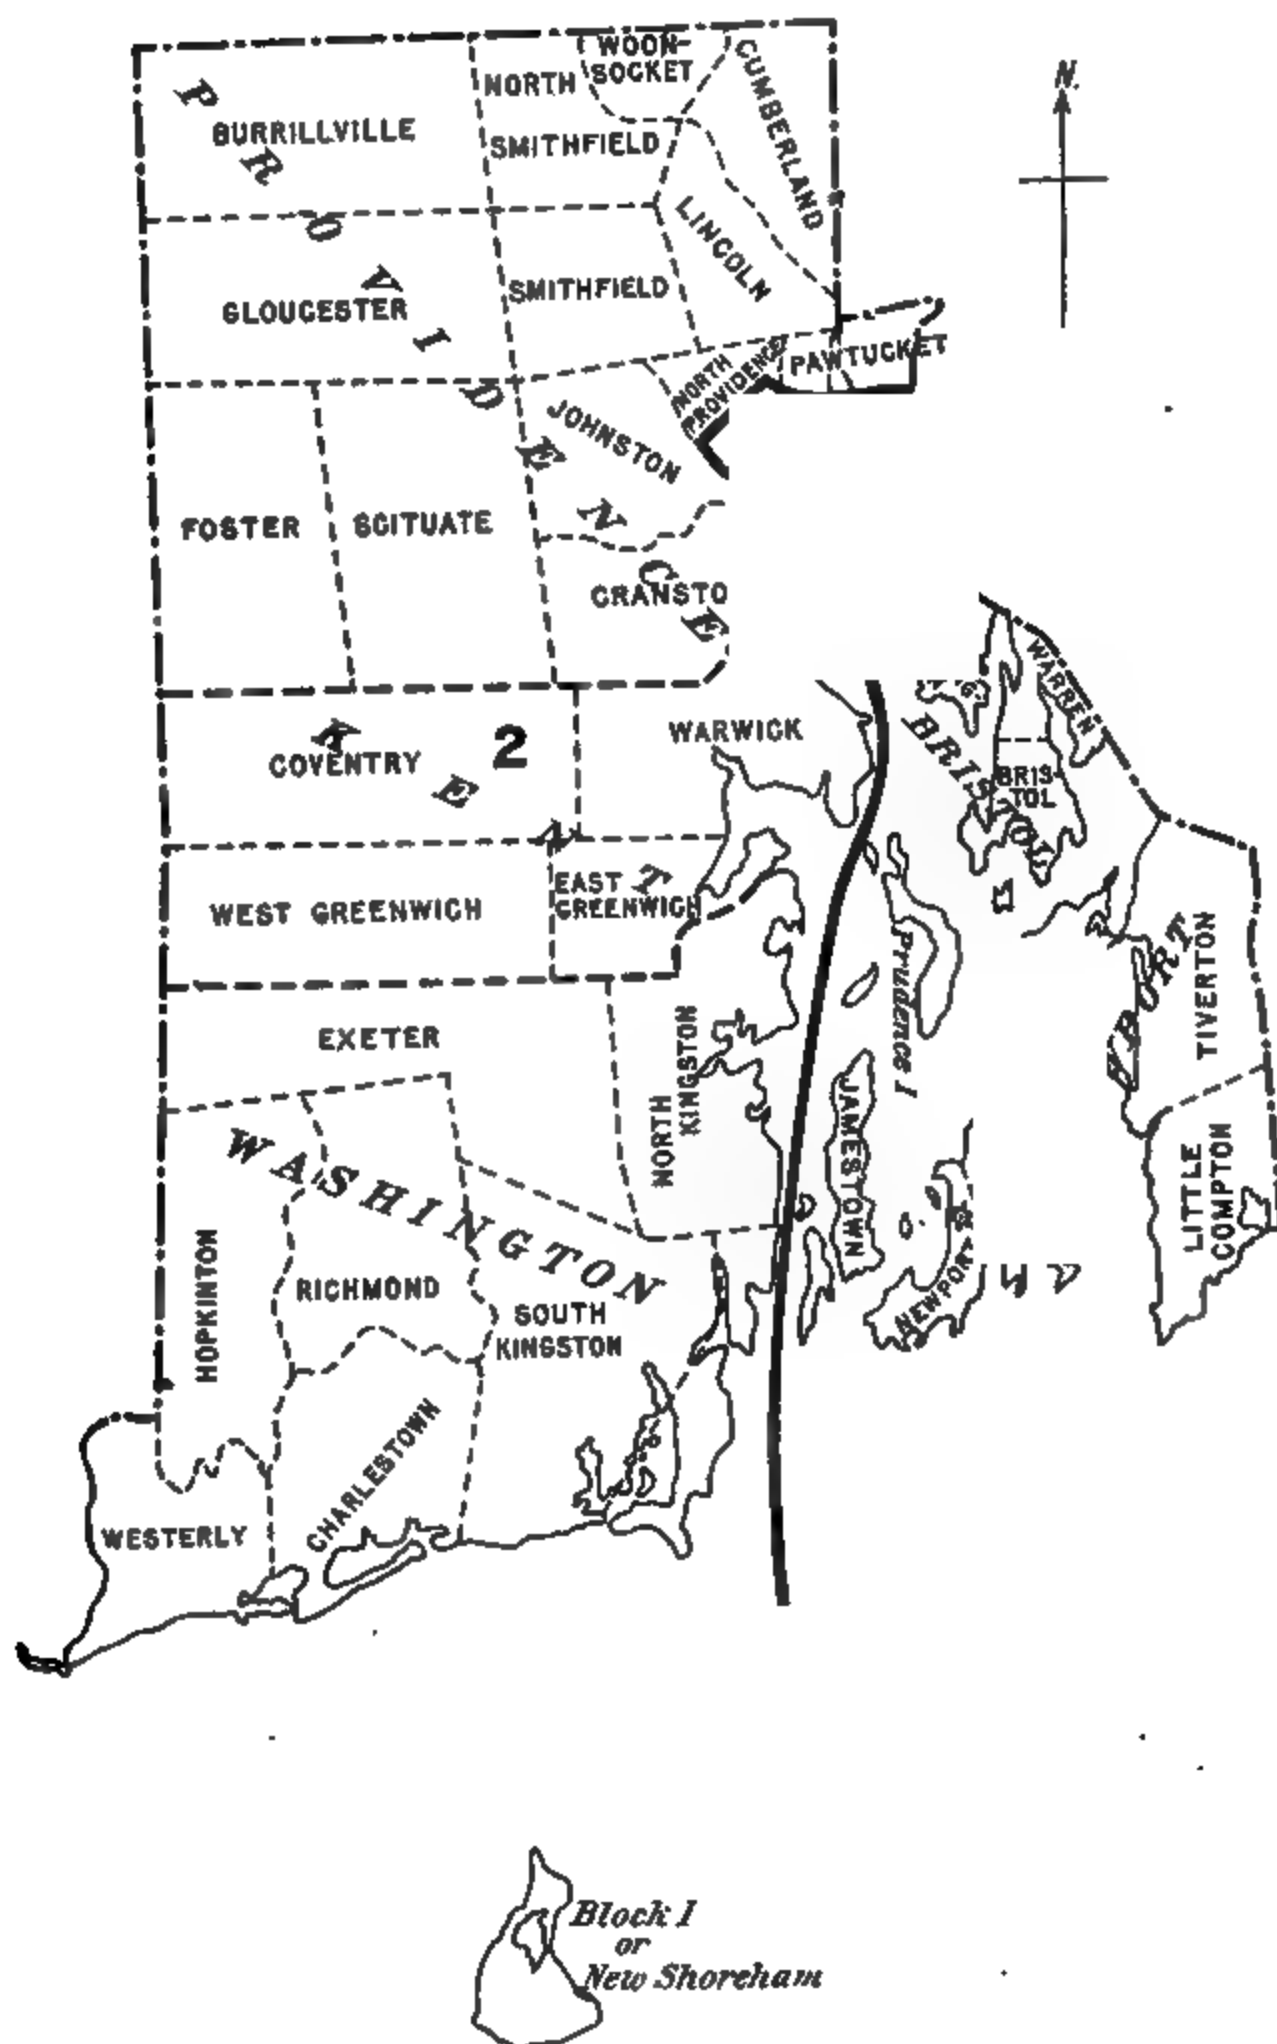 N.
WOON-
SOCKET
NORTH
SMITHFIELD
CUMBERLAND
BURRILLVILLE
PROVIDENCE
LINCOLN
GLOUCESTER
SMITHFIELD
PAWTUCKET
NORTH
PROVIDENCE
JOHNSTON
FOSTER
SCITUATE
CRANSTO
WARREN
WARWICK
COVENTRY
2
KENT
BRISTOL
BRIS-
TOL
WEST GREENWICH
EAST
GREENWICH
Prudence I
TIVERTON
EXETER
NORTH
KINGSTON
JAMESTOWN
LITTLE
COMPTON
WASHINGTON
HOPKINTON
RICHMOND
SOUTH
KINGSTON
NEWPOR
CHARLESTOWN
WESTERLY
Block I
or
New Shoreham